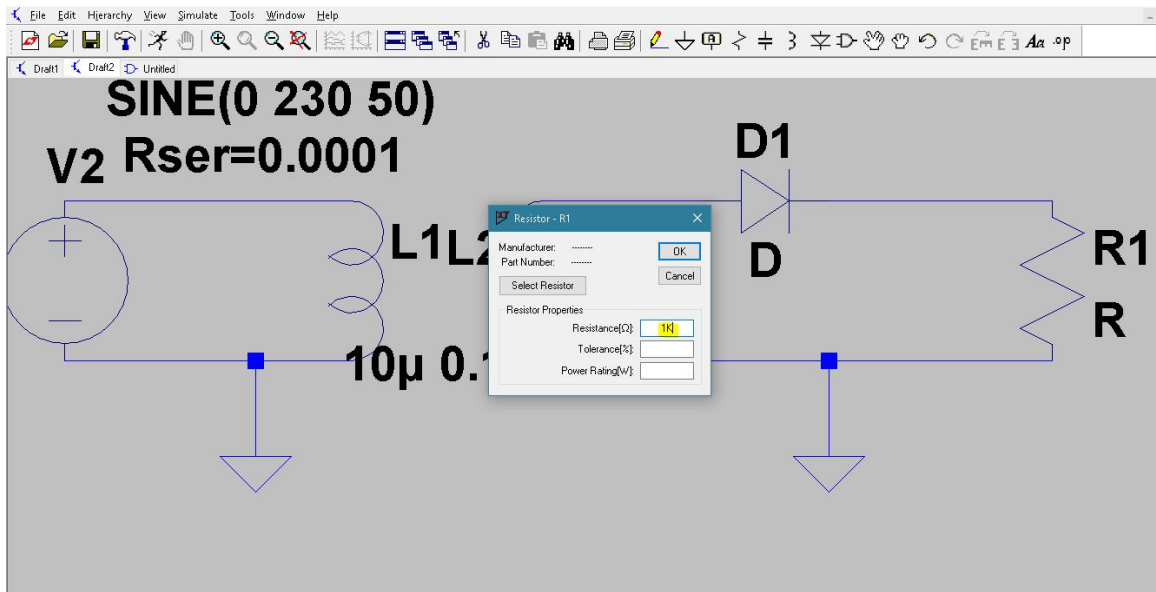 File Edit Hierarchy View Simulate Tools Window Help
Aa .op
Draft1 Draft2 Untitled
SINE(0 230 50)
Rser=0.0001
V2
L1
D1
D
R1
R
10µ
Resistor - R1
Manufacturer: --------
Part Number: --------
OK
Cancel
Select Resistor
Resistor Properties
Resistance[Ω]: 1K
Tolerance[%]:
Power Rating[W]: